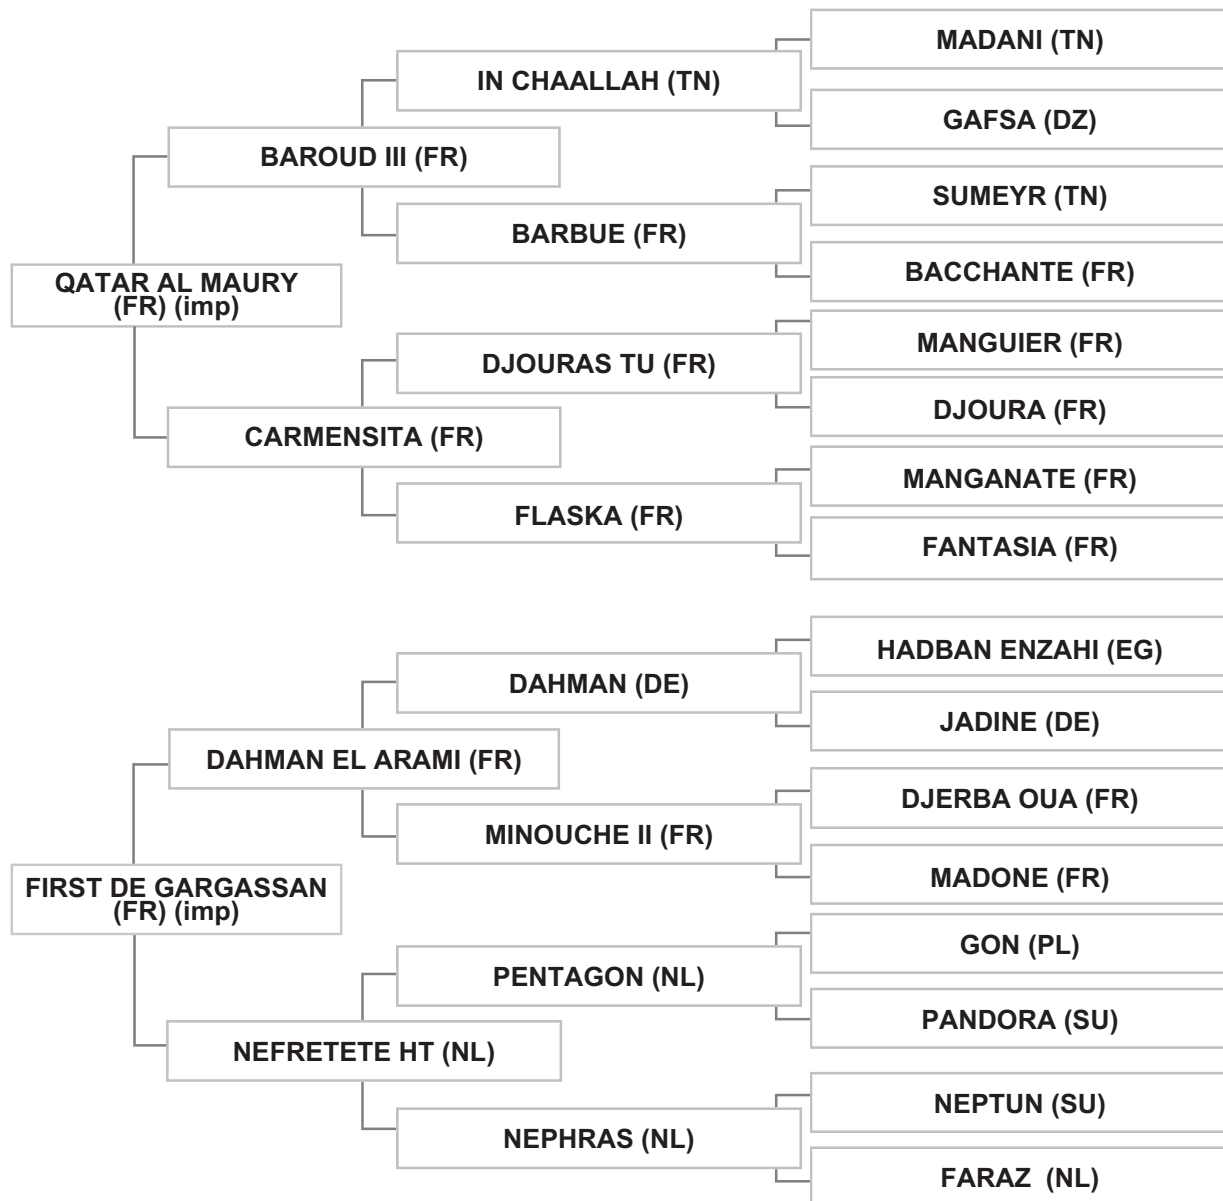 MADANI (TN)
IN CHAALLAH (TN)
GAFSA (DZ)
BAROUD III (FR)
SUMEYR (TN)
BARBUE (FR)
BACCHANTE (FR)
QATAR AL MAURY
(FR) (imp)
MANGUIER (FR)
DJOURAS TU (FR)
DJOURA (FR)
CARMENSITA (FR)
MANGANATE (FR)
FLASKA (FR)
FANTASIA (FR)
HADBAN ENZAHI (EG)
DAHMAN (DE)
JADINE (DE)
DAHMAN EL ARAMI (FR)
DJERBA OUA (FR)
MINOUCHE II (FR)
MADONE (FR)
FIRST DE GARGASSAN
(FR) (imp)
GON (PL)
PENTAGON (NL)
PANDORA (SU)
NEFRETETE HT (NL)
NEPTUN (SU)
NEPHRAS (NL)
FARAZ (NL)